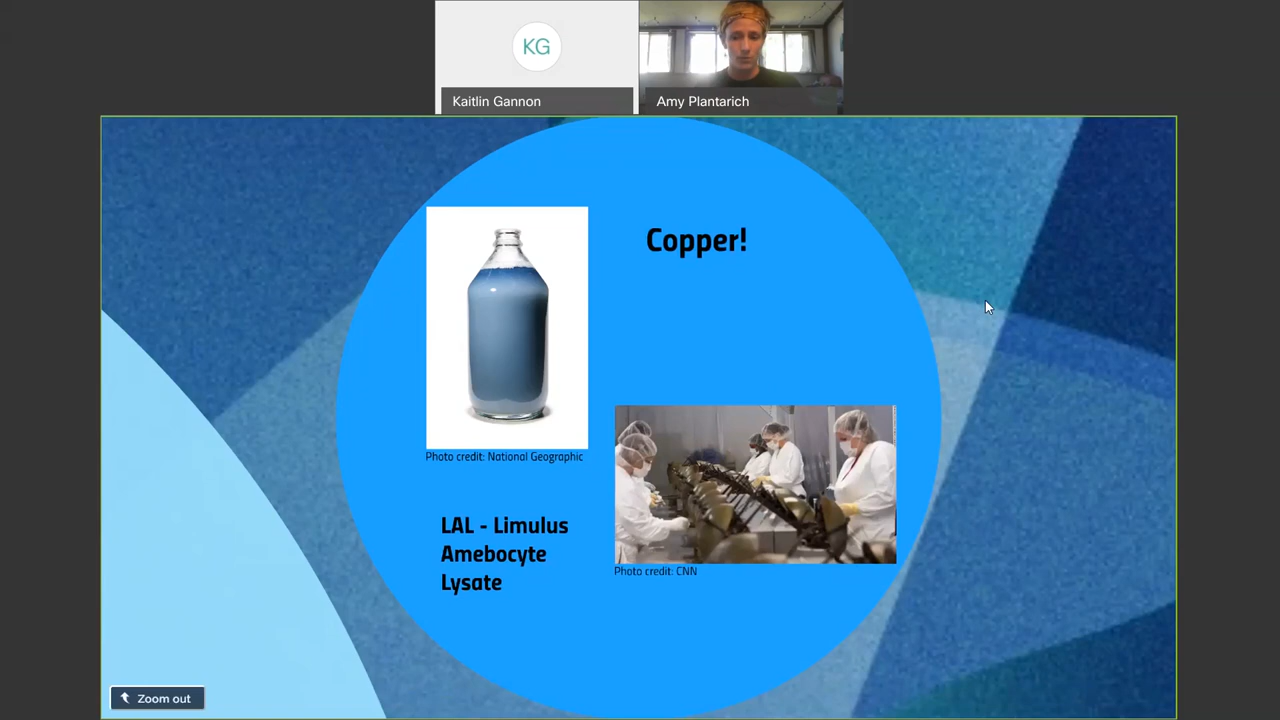 KG
Kaitlin Gannon
Amy Plantarich
Copper!
Photo credit: National Geographic
LAL - Limulus
Amebocyte
Lysate
Photo credit: CNN
Zoom out